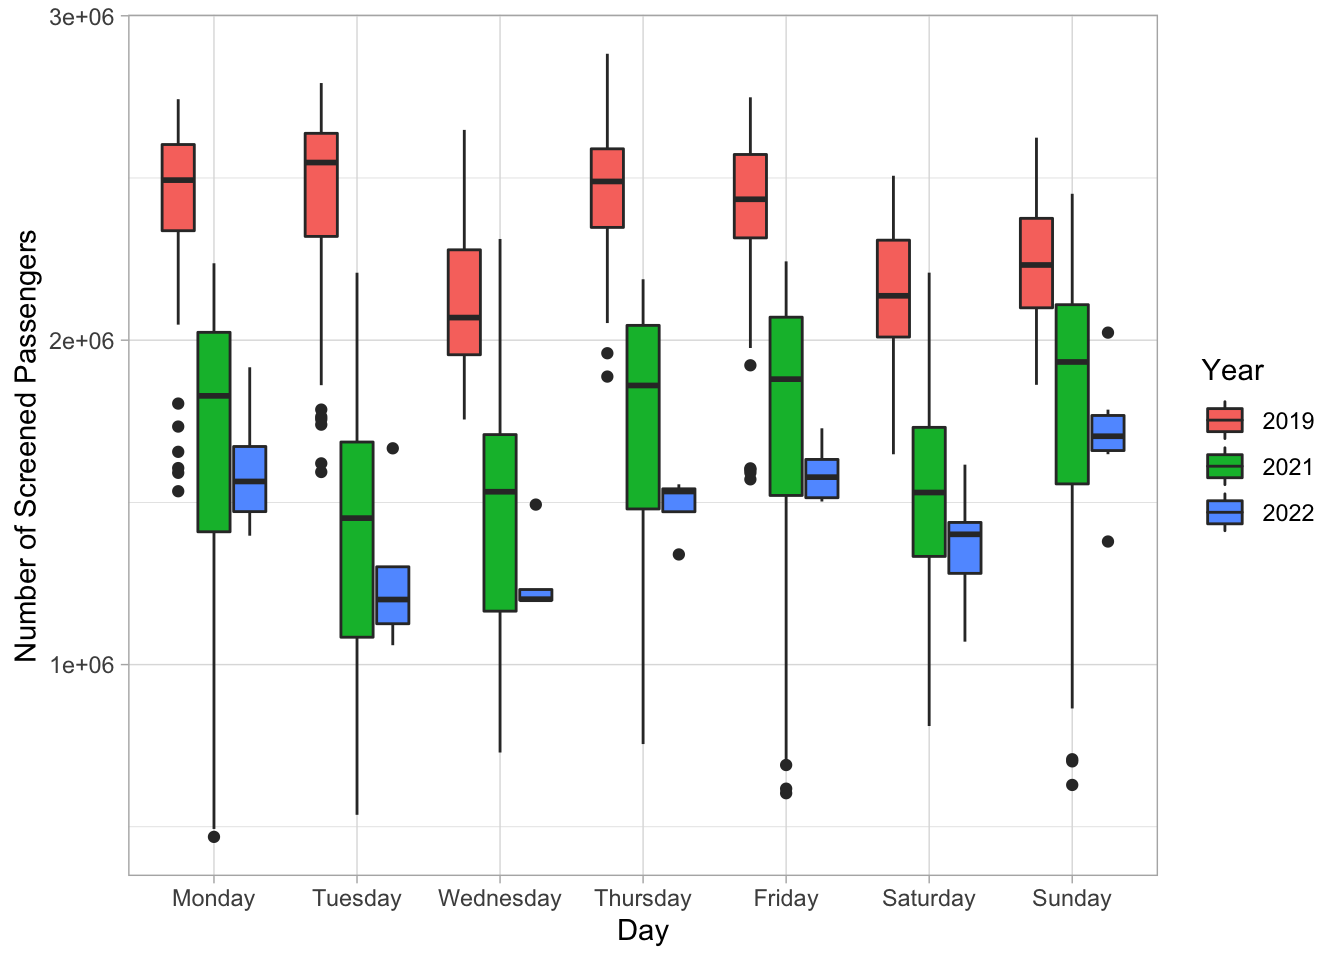 Number of Screened Passengers
3e+06
2e+06
1e+06
Monday Tuesday Wednesday Thursday Friday Saturday Sunday
Day
Year
2019
2021
2022